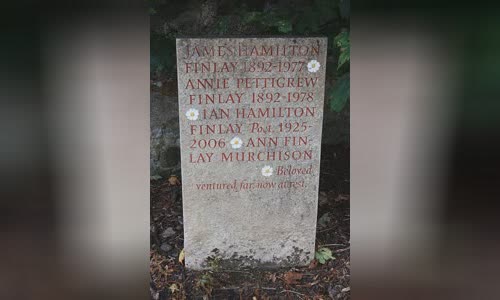 JAMES HAMILTON
FINLAY 1892-1977
ANNIE PETTIGREW
FINLAY 1892-1978
IAN HAMILTON
FINLAY Poet 1925-
2006 ANN FIN-
LAY MURCHISON
Beloved
ventured far now at rest